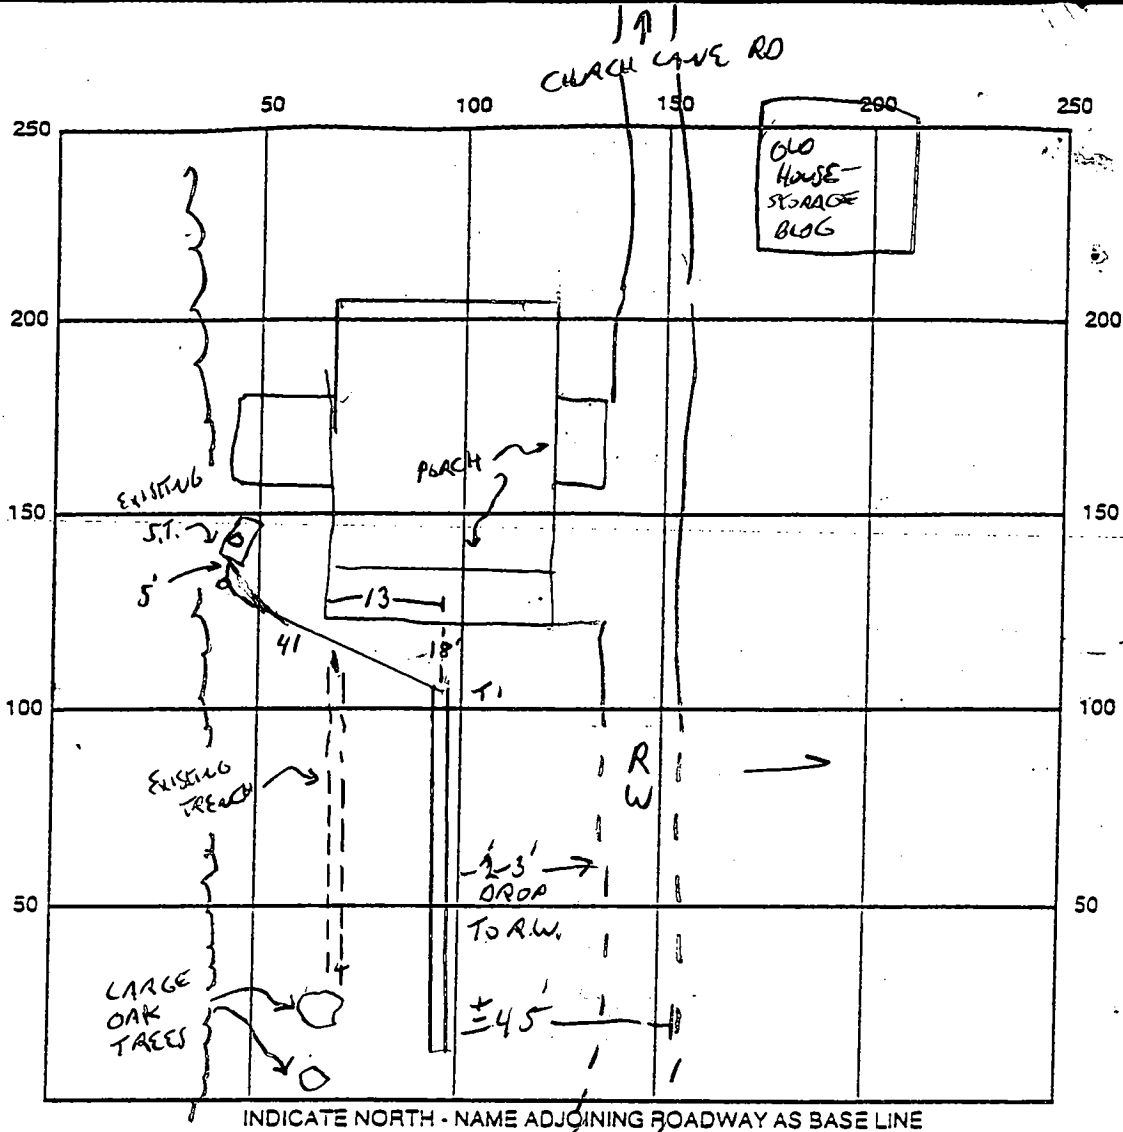 CHURCH LANE RD
50 100 150 200 250
250
OLD
HOUSE-
STORAGE
BLDG
200 200
PORCH
EXISTING
150 150
S.T.
5'
13
41
18'
T1
100 100
R
W
EXISTING
TRENCH
2-3'
DROP
50 50
TO R.W.
LARGE
OAK
TREES
±45'
INDICATE NORTH - NAME ADJOINING ROADWAY AS BASE LINE